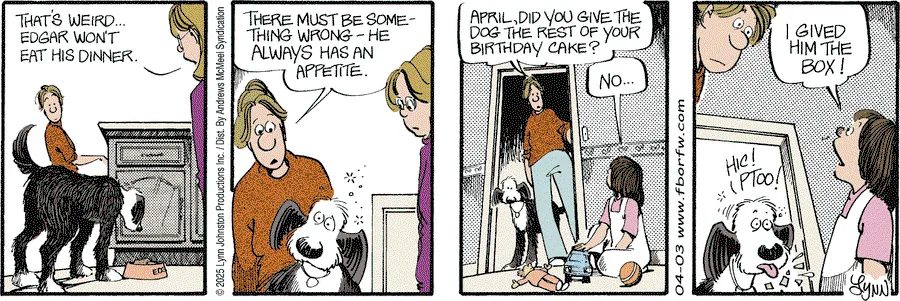 THAT'S WEIRD...
EDGAR WON'T
EAT HIS DINNER.
© 2025 Lynn Johnston Productions Inc. / Dist. By Andrews McMeel Syndication
THERE MUST BE SOME-
THING WRONG - HE
ALWAYS HAS AN
APPETITE.
APRIL, DID YOU GIVE THE
DOG THE REST OF YOUR
BIRTHDAY CAKE?
NO...
04-03 www.fborfw.com
I GIVED
HIM THE
BOX!
HIC!
PTOO!
LYNN